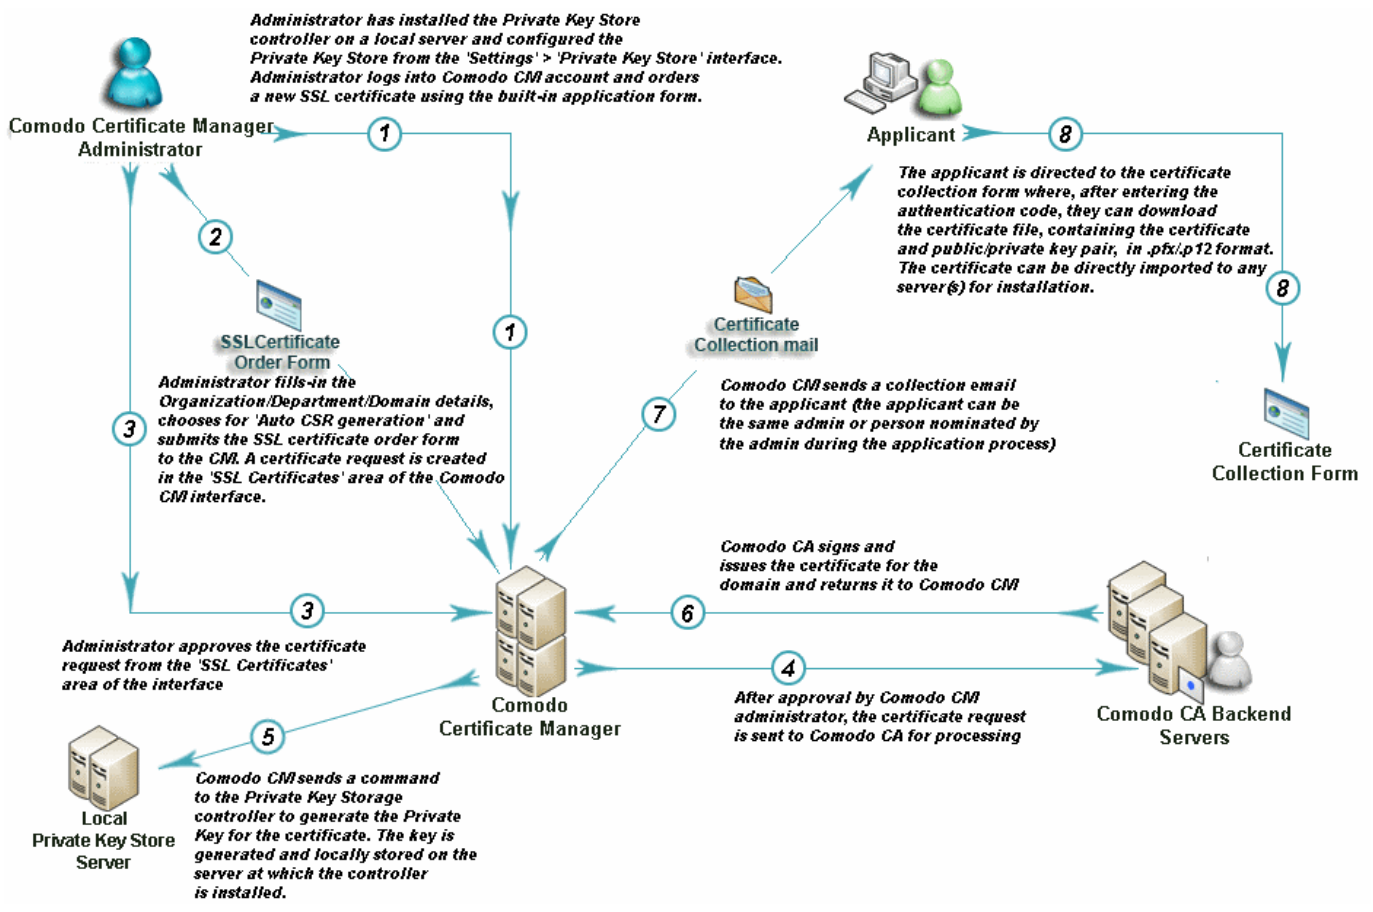 Administrator has installed the Private Key Store
controller on a local server and configured the
Private Key Store from the 'Settings' > 'Private Key Store' interface.
Administrator logs into Comodo CM account and orders
a new SSL certificate using the built-in application form.
Comodo Certificate Manager
Administrator
1
1
2
SSLCertificate
Order Form
Administrator fills-in the
Organization/Department/Domain details,
chooses for 'Auto CSR generation' and
submits the SSL certificate order form
to the CM. A certificate request is created
in the 'SSL Certificates' area of the Comodo
CM interface.
3
3
Administrator approves the certificate
request from the 'SSL Certificates'
area of the interface
Applicant
8
The applicant is directed to the certificate
collection form where, after entering the
authentication code, they can download
the certificate file, containing the certificate
and public/private key pair, in .pfx/.p12 format.
The certificate can be directly imported to any
server(s) for installation.
8
Certificate
Collection Form
Certificate
Collection mail
7
Comodo CM sends a collection email
to the applicant (the applicant can be
the same admin or person nominated by
the admin during the application process)
Comodo CA signs and
issues the certificate for the
domain and returns it to Comodo CM
6
4
After approval by Comodo CM
administrator, the certificate request
is sent to Comodo CA for processing
Comodo CA Backend
Servers
Comodo
Certificate Manager
5
Comodo CM sends a command
to the Private Key Storage
controller to generate the Private
Key for the certificate. The key is
generated and locally stored on the
server at which the controller
is installed.
Local
Private Key Store
Server